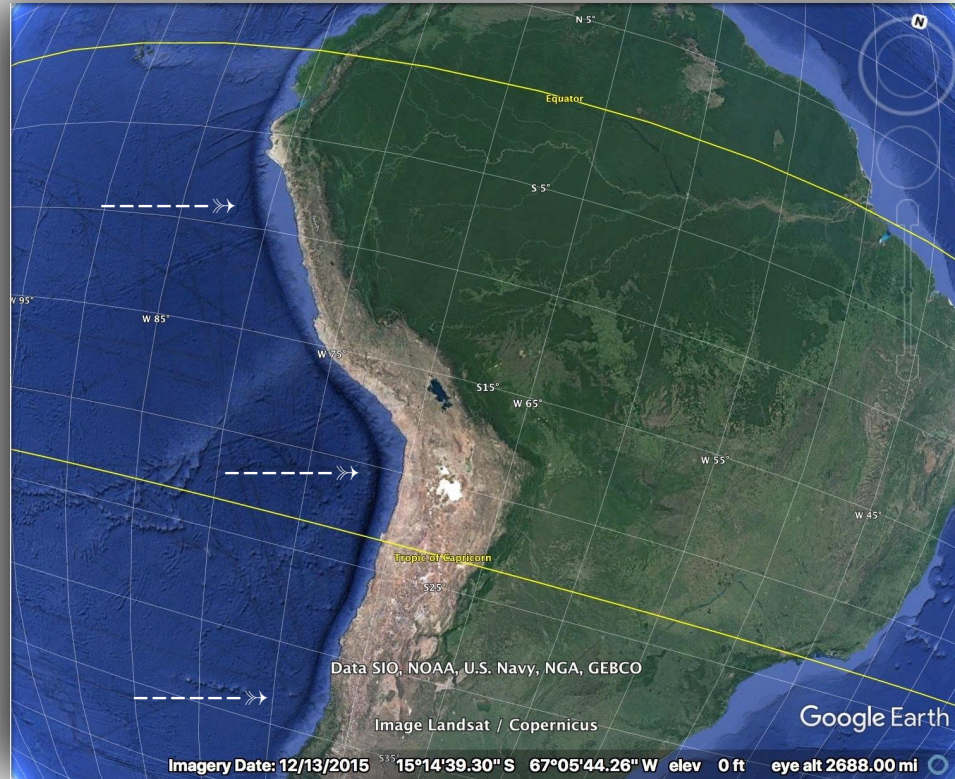 N
N 5°
Equator
S 5°
W 95°
W 85°
W 75°
S15°
W 65°
W 55°
W 45°
Tropic of Capricorn
S25°
Data SIO, NOAA, U.S. Navy, NGA, GEBCO
Google Earth
Image Landsat / Copernicus
S35°
Imagery Date: 12/13/2015 15°14'39.30" S 67°05'44.26" W elev 0 ft eye alt 2688.00 mi